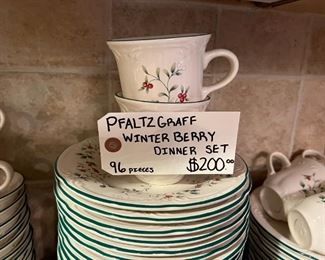 PFALTZGRAFF
WINTER BERRY
DINNER SET
96 PIECES $200.00